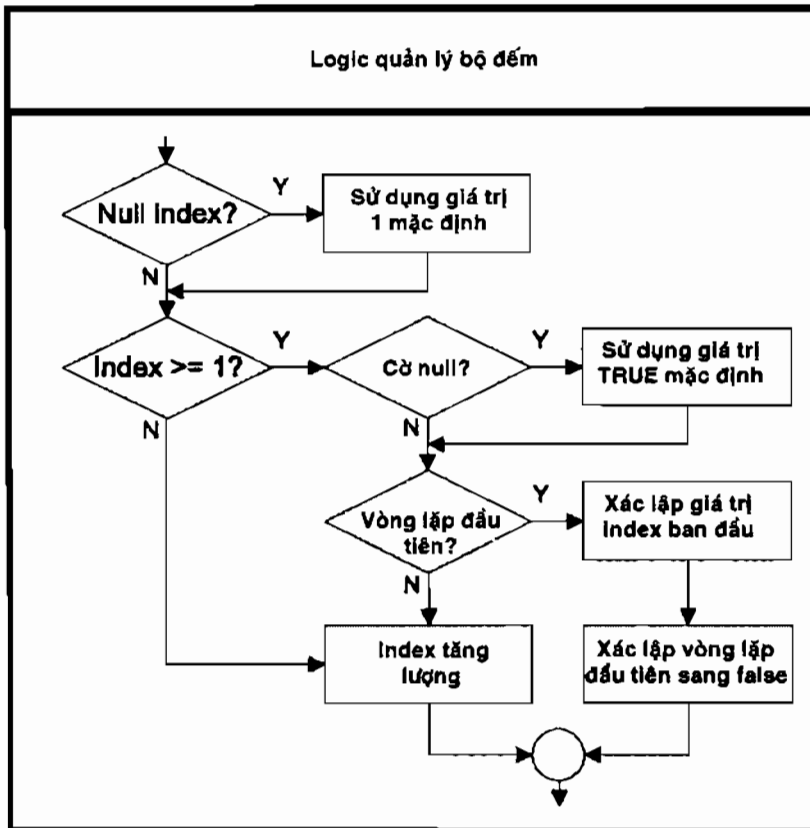 Logic quản lý bộ đếm
Null index?
Y
Sử dụng giá trị
1 mặc định
N
Index >= 1?
Y
Cờ null?
Y
Sử dụng giá trị
TRUE mặc định
N
N
Vòng lặp đầu
tiên?
Y
Xác lập giá trị
index ban đầu
N
Index tăng
lượng
Xác lập vòng lặp
đầu tiên sang false